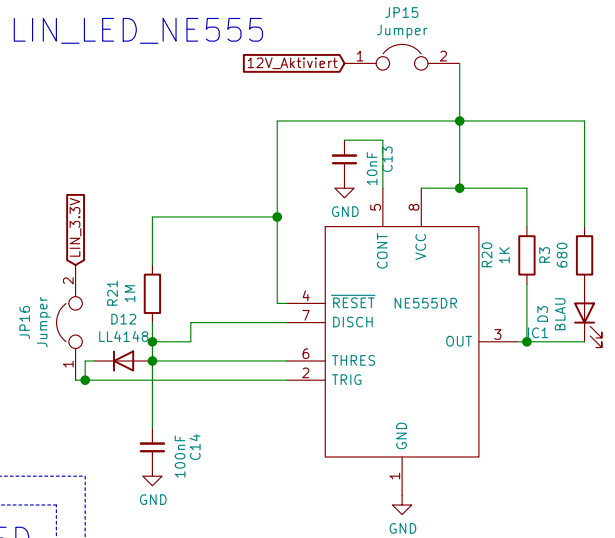 LIN_LED_NE555
JP15
Jumper
12V_Aktiviert
1
2
10nF
C13
GND
LIN_3.3V
2
JP16
Jumper
1
R21
1M
D12
LL4148
5
CONT
8
VCC
R20
1K
R3
680
4
RESET
NE555DR
7
DISCH
D3
BLAU
IC1
OUT
3
6
THRES
2
TRIG
GND
1
100nF
C14
GND
GND
ED